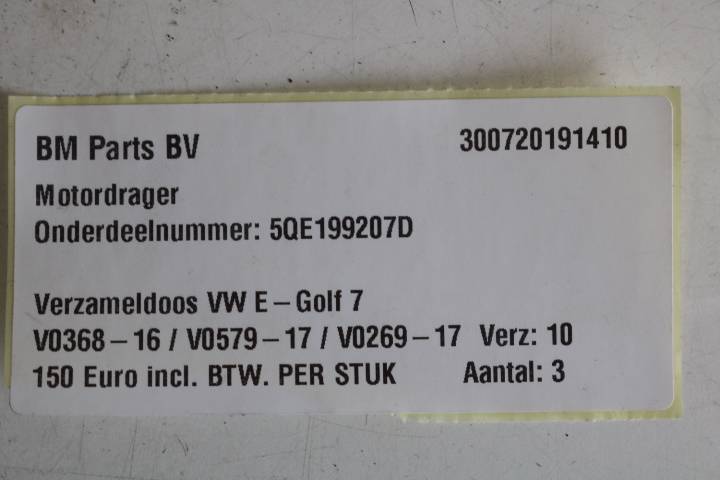 BM Parts BV 300720191410
Motordrager
Onderdeelnummer: 5QE199207D
Verzameldoos VW E-Golf 7
V0368-16 / V0579-17 / V0269-17 Verz: 10
150 Euro incl. BTW. PER STUK Aantal: 3